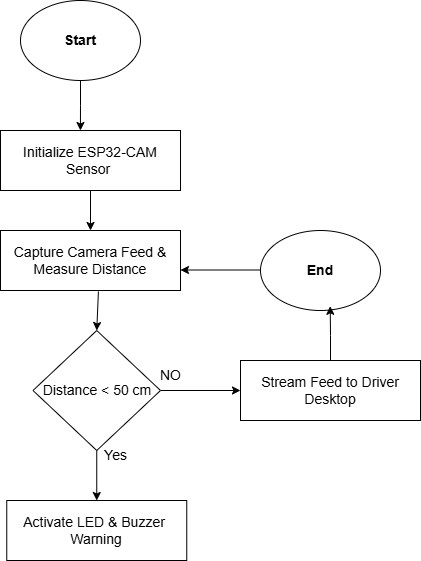 Start
Initialize ESP32-CAM
Sensor
Capture Camera Feed &
Measure Distance
End
Distance < 50 cm
NO
Stream Feed to Driver
Desktop
Yes
Activate LED & Buzzer
Warning